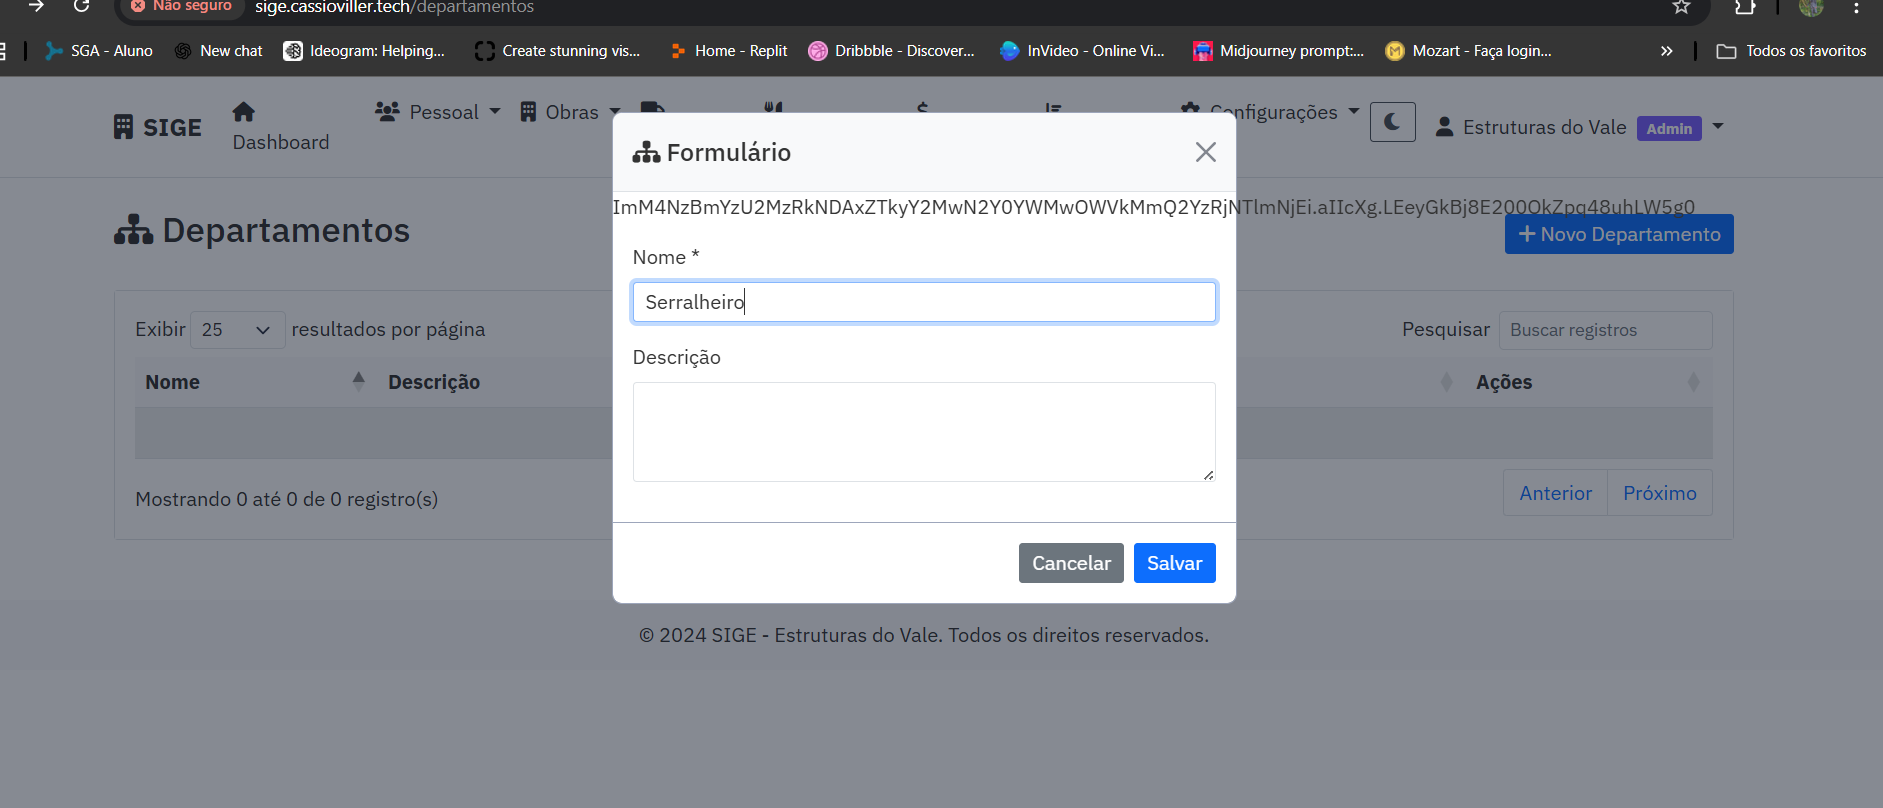 Não seguro
sige.cassioviller.tech/departamentos
SGA - Aluno
New chat
Ideogram: Helping...
Create stunning vis...
Home - Replit
Dribbble - Discover...
InVideo - Online Vi...
Midjourney prompt:...
Mozart - Faça login...
»
Todos os favoritos
SIGE
Dashboard
Pessoal
Obras
Configurações
Estruturas do Vale
Admin
Formulário
ImM4NzBmYzU2MzRkNDAxZTkyY2MwN2Y0YWMwOWVkMmQ2YzRjNTlmNjEi.aIIcXg.LEeyGkBj8E200OkZpq48uhLW5g0
Departamentos
Novo Departamento
Nome *
Serralheiro
Exibir 25 resultados por página
Pesquisar
Buscar registros
Descrição
Nome
Descrição
Ações
Mostrando 0 até 0 de 0 registro(s)
Anterior
Próximo
Cancelar
Salvar
© 2024 SIGE - Estruturas do Vale. Todos os direitos reservados.